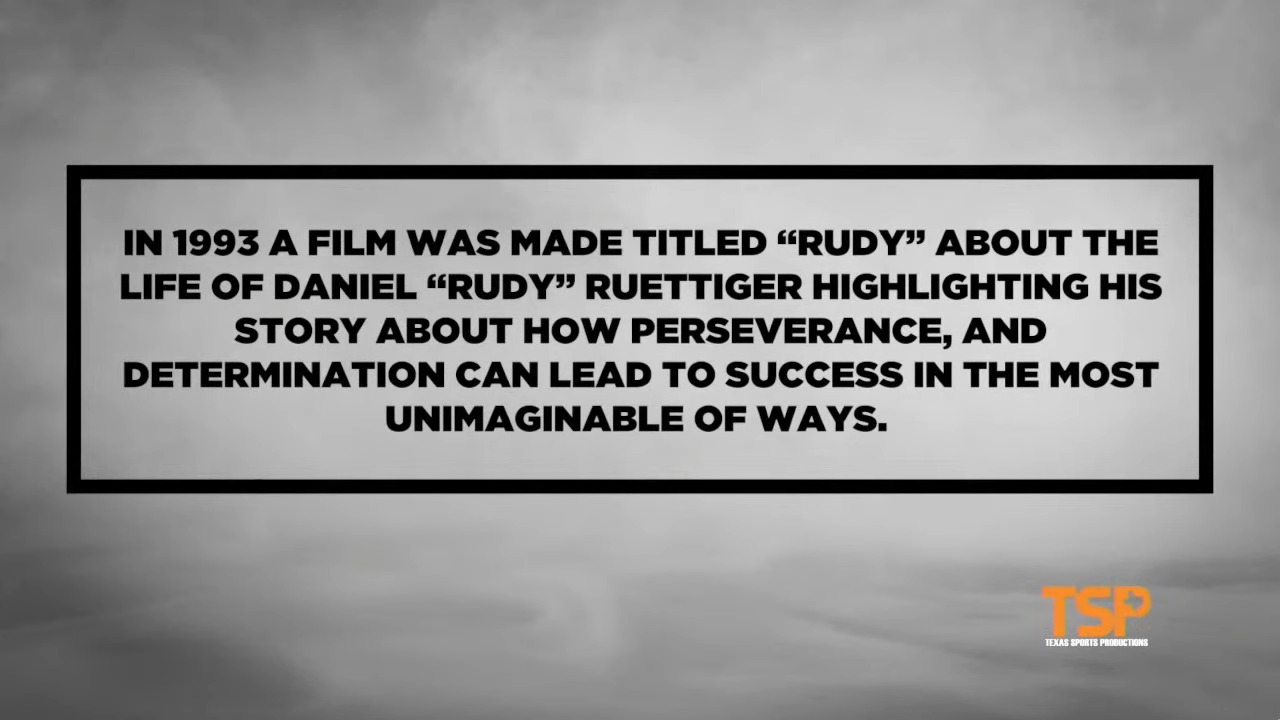 IN 1993 A FILM WAS MADE TITLED “RUDY” ABOUT THE
LIFE OF DANIEL “RUDY” RUETTIGER HIGHLIGHTING HIS
STORY ABOUT HOW PERSEVERANCE, AND
DETERMINATION CAN LEAD TO SUCCESS IN THE MOST
UNIMAGINABLE OF WAYS.
TSP
TEXAS SPORTS PRODUCTIONS